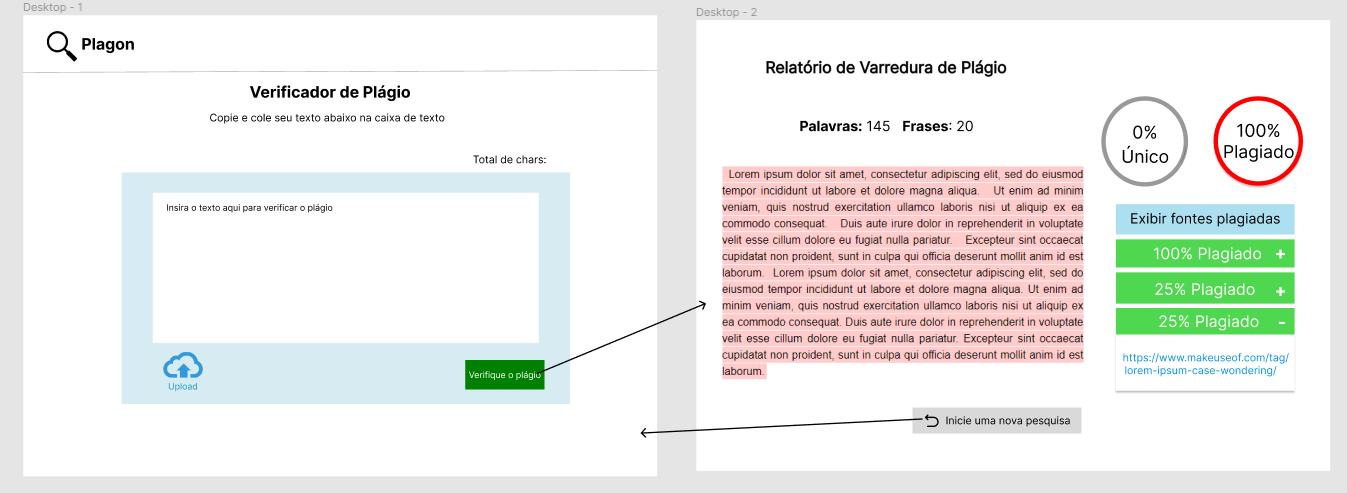 Desktop - 1
Plagon
Verificador de Plágio
Copie e cole seu texto abaixo na caixa de texto
Total de chars:
Insira o texto aqui para verificar o plágio
Upload
Verifique o plágio
Desktop - 2
Relatório de Varredura de Plágio
Palavras: 145 Frases: 20
Lorem ipsum dolor sit amet, consectetur adipiscing elit, sed do eiusmod
tempor incididunt ut labore et dolore magna aliqua. Ut enim ad minim
veniam, quis nostrud exercitation ullamco laboris nisi ut aliquip ex ea
commodo consequat. Duis aute irure dolor in reprehenderit in voluptate
velit esse cillum dolore eu fugiat nulla pariatur. Excepteur sint occaecat
cupidatat non proident, sunt in culpa qui officia deserunt mollit anim id est
laborum. Lorem ipsum dolor sit amet, consectetur adipiscing elit, sed do
eiusmod tempor incididunt ut labore et dolore magna aliqua. Ut enim ad
minim veniam, quis nostrud exercitation ullamco laboris nisi ut aliquip ex
ea commodo consequat. Duis aute irure dolor in reprehenderit in voluptate
velit esse cillum dolore eu fugiat nulla pariatur. Excepteur sint occaecat
cupidatat non proident, sunt in culpa qui officia deserunt mollit anim id est
laborum.
Inicie uma nova pesquisa
0%
Único
100%
Plagiado
Exibir fontes plagiadas
100% Plagiado +
25% Plagiado +
25% Plagiado -
https://www.makeuseof.com/tag/
lorem-ipsum-case-wondering/